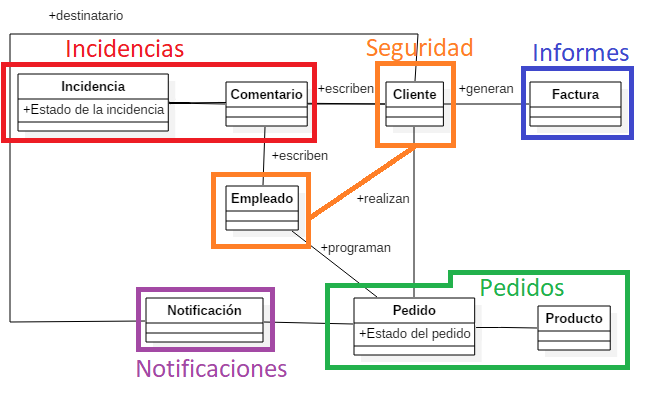 +destinatario
Incidencias
Seguridad
Informes
Incidencia
+Estado de la incidencia
Comentario
+escriben
Cliente
+generan
Factura
+escriben
Empleado
+realizan
+programan
Pedidos
Notificación
Pedido
+Estado del pedido
Producto
Notificaciones